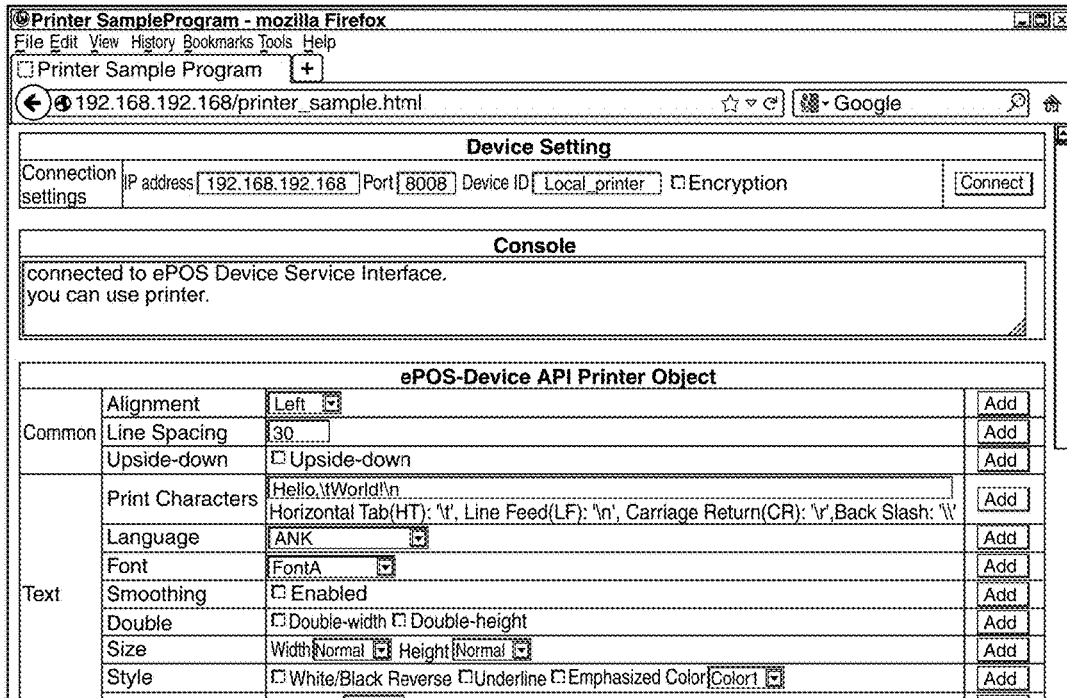 Printer SampleProgram - mozilla Firefox
File Edit View History Bookmarks Tools Help
Printer Sample Program +
192.168.192.168/printer_sample.html Google
Device Setting
Connection settings IP address 192.168.192.168 Port 8008 Device ID Local_printer Encryption Connect
Console
connected to ePOS Device Service Interface.
you can use printer.
ePOS-Device API Printer Object
Common Alignment Left Add
Line Spacing 30 Add
Upside-down Upside-down Add
Text Print Characters Hello,\tWorld!\n Add
Horizontal Tab(HT): '\t', Line Feed(LF): '\n', Carriage Return(CR): '\r',Back Slash: '\\'
Language ANK Add
Font FontA Add
Smoothing Enabled Add
Double Double-width Double-height Add
Size Width Normal Height Normal Add
Style White/Black Reverse Underline Emphasized Color Color1 Add